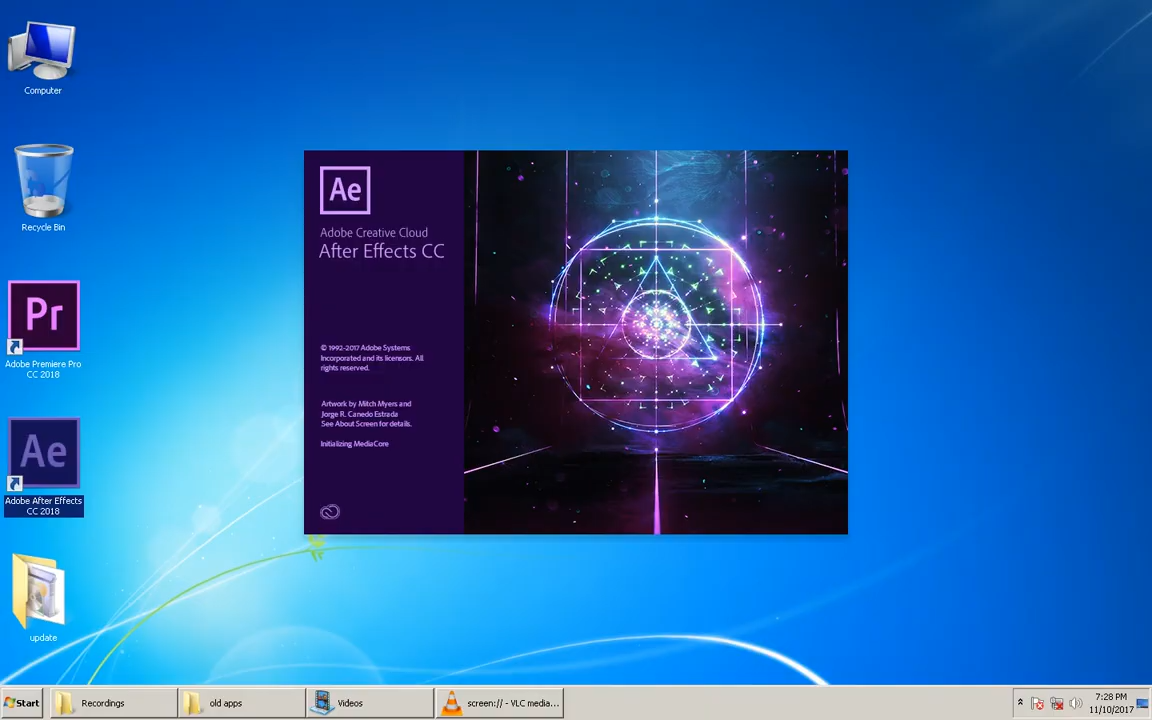 Computer
Recycle Bin
Pr
Adobe Premiere Pro
CC 2018
Ae
Adobe After Effects
CC 2018
update
Ae
Adobe Creative Cloud
After Effects CC
© 1992-2017 Adobe Systems
Incorporated and its licensors. All
rights reserved.
Artwork by Mitch Myers and
Jorge R. Canedo Estrada
See About Screen for details.
Initializing MediaCore
Start
Recordings
old apps
Videos
screen:// - VLC media...
7:28 PM
11/10/2017